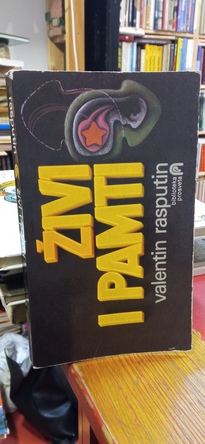 ŽIVI
I PAMTI
valentin rasputin
biblioteka
prosveta